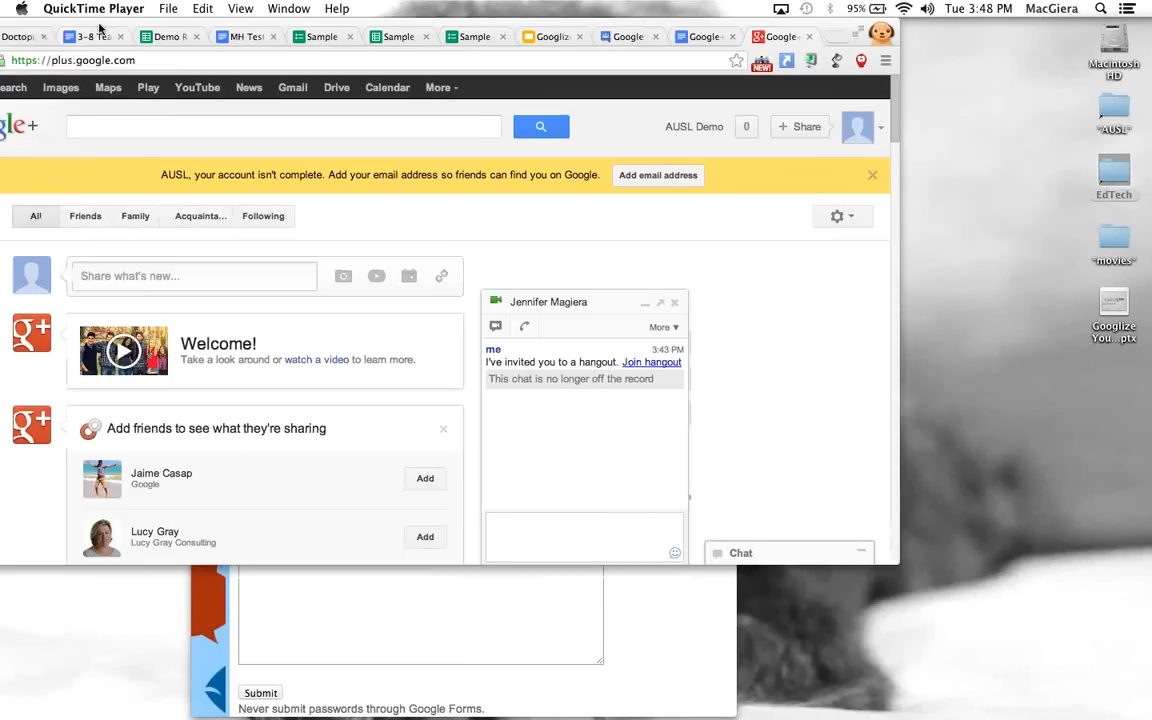 QuickTime Player File Edit View Window Help 95% Tue 3:48 PM MacGiera
Doctop 3-8 Tea Demo R MH Test Sample Sample Sample Googliz Google Google+ Google+
https://plus.google.com
NEW!
earch Images Maps Play YouTube News Gmail Drive Calendar More
gle+
AUSL Demo 0 + Share
AUSL, your account isn't complete. Add your email address so friends can find you on Google. Add email address
All Friends Family Acquainta... Following
Share what's new...
g+
Welcome!
Take a look around or watch a video to learn more.
g+
Add friends to see what they're sharing
Jaime Casap
Google
Add
Lucy Gray
Lucy Gray Consulting
Add
Jennifer Magiera
More
me 3:43 PM
I've invited you to a hangout. Join hangout
This chat is no longer off the record
Chat
Submit
Never submit passwords through Google Forms.
Macintosh
HD
"AUSL"
EdTech
"movies"
Googlize
You...ptx